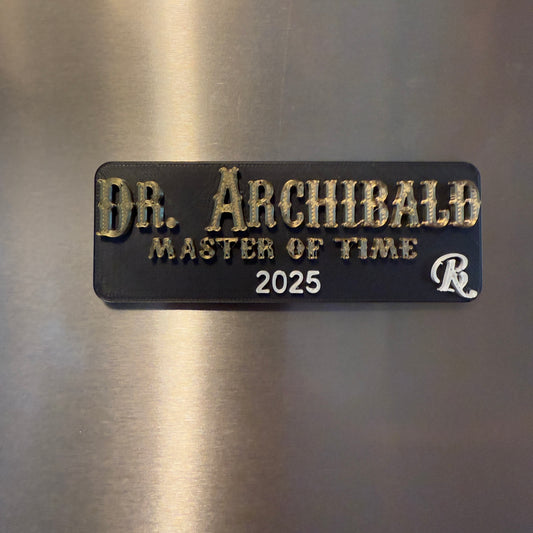 DR. ARCHIBALD
MASTER OF TIME
2025
R